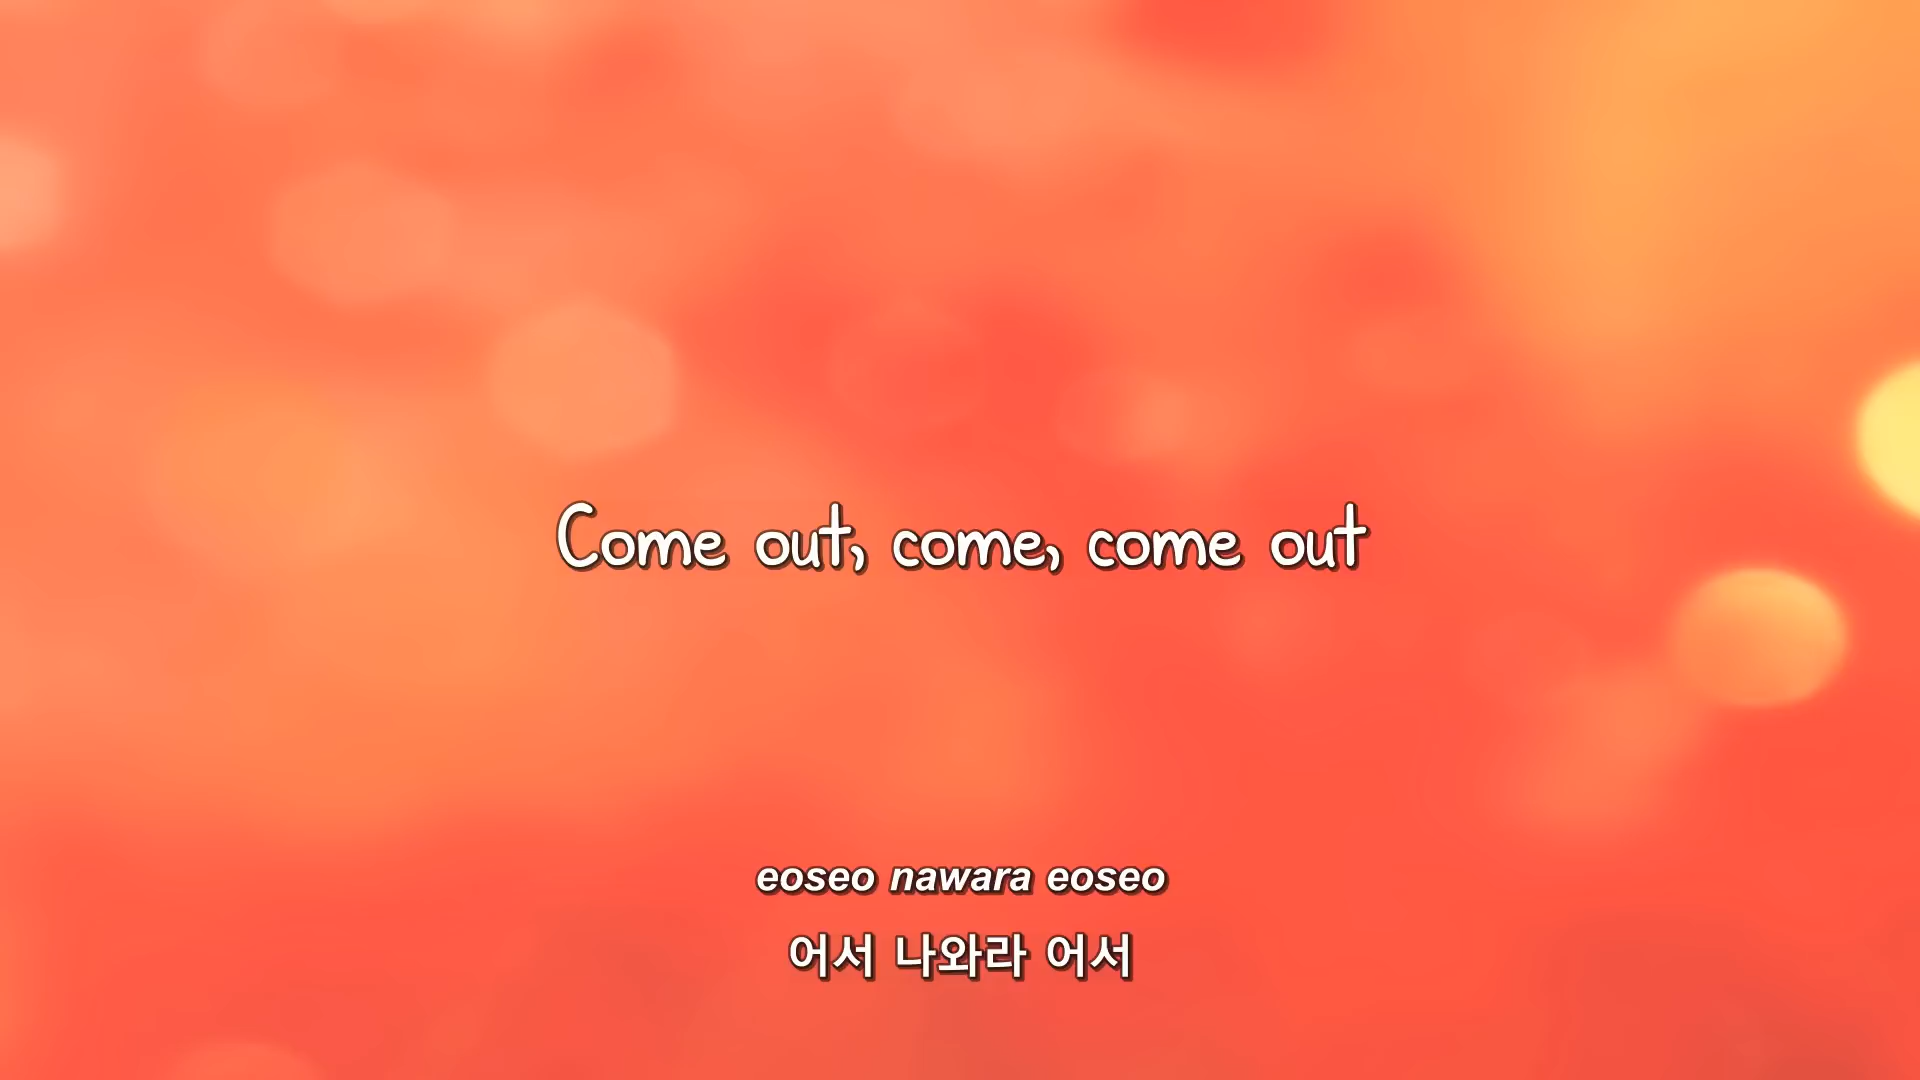 Come out, come, come out
eoseo nawara eoseo
어서 나와라 어서